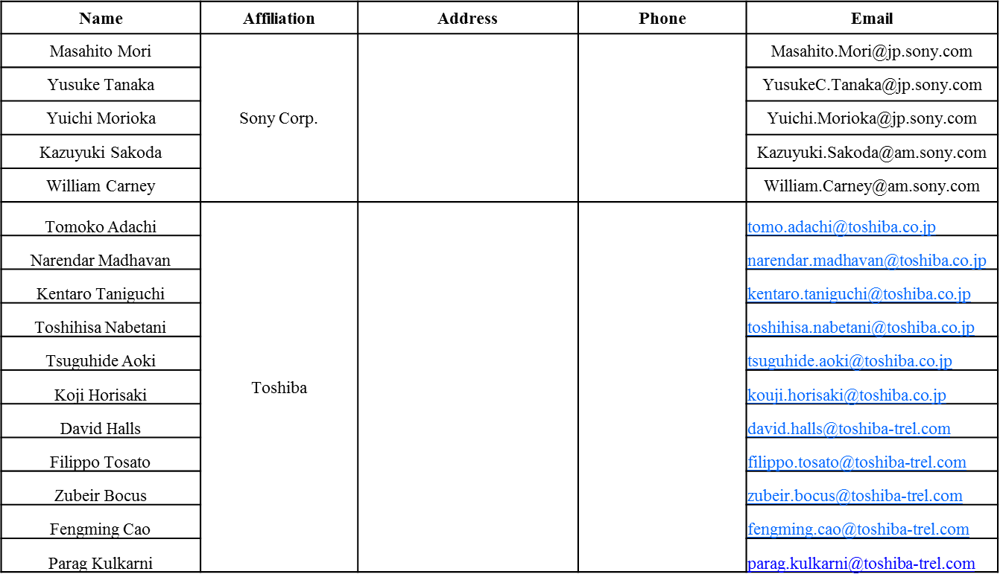 Name Affiliation Address Phone Email
Masahito Mori Masahito.Mori@jp.sony.com
Yusuke Tanaka YusukeC.Tanaka@jp.sony.com
Yuichi Morioka Sony Corp. Yuichi.Morioka@jp.sony.com
Kazuyuki Sakoda Kazuyuki.Sakoda@am.sony.com
William Carney William.Carney@am.sony.com
Tomoko Adachi tomo.adachi@toshiba.co.jp
Narendar Madhavan narendar.madhavan@toshiba.co.jp
Kentaro Taniguchi kentaro.taniguchi@toshiba.co.jp
Toshihisa Nabetani toshihisa.nabetani@toshiba.co.jp
Tsuguhide Aoki tsuguhide.aoki@toshiba.co.jp
Koji Horisaki Toshiba kouji.horisaki@toshiba.co.jp
David Halls david.halls@toshiba-trel.com
Filippo Tosato filippo.tosato@toshiba-trel.com
Zubeir Bocus zubeir.bocus@toshiba-trel.com
Fengming Cao fengming.cao@toshiba-trel.com
Parag Kulkarni parag.kulkarni@toshiba-trel.com